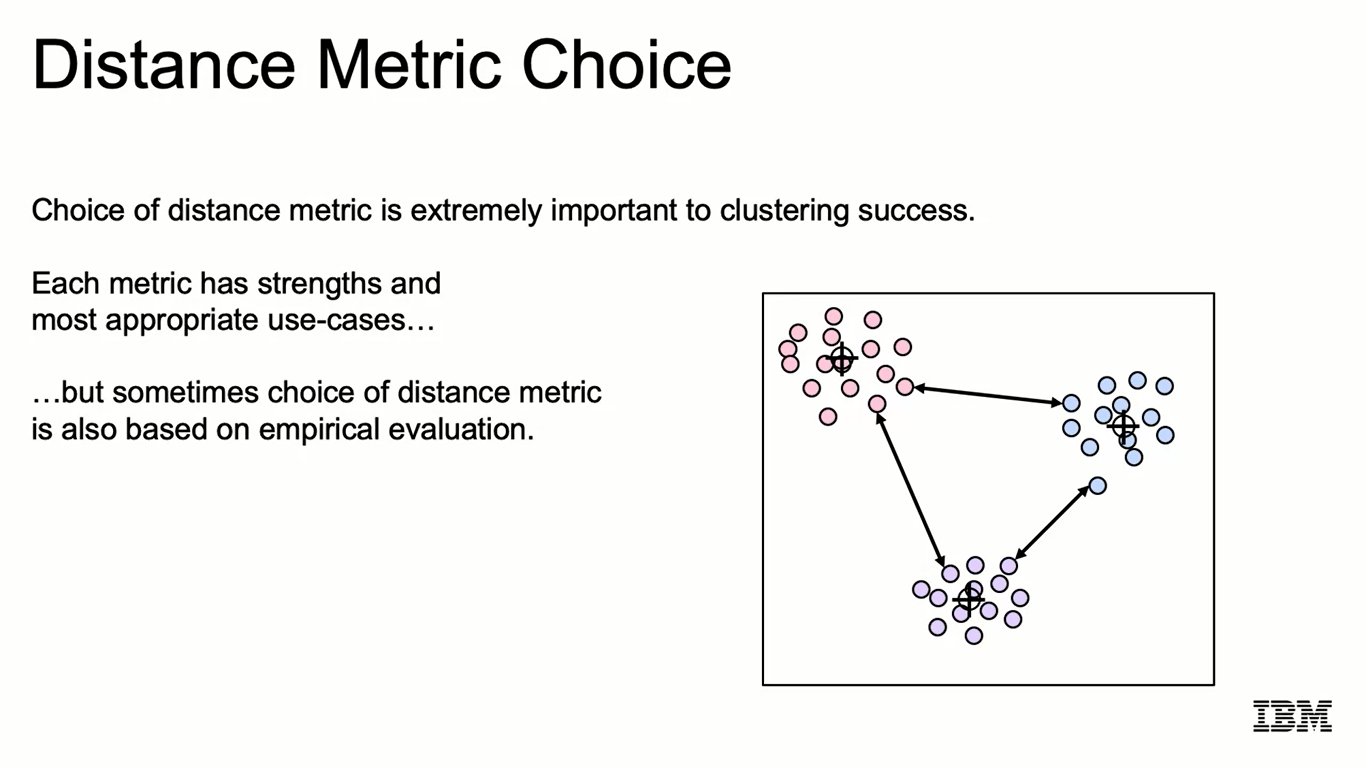 Distance Metric Choice
Choice of distance metric is extremely important to clustering success.
Each metric has strengths and
most appropriate use-cases…
…but sometimes choice of distance metric
is also based on empirical evaluation.
IBM